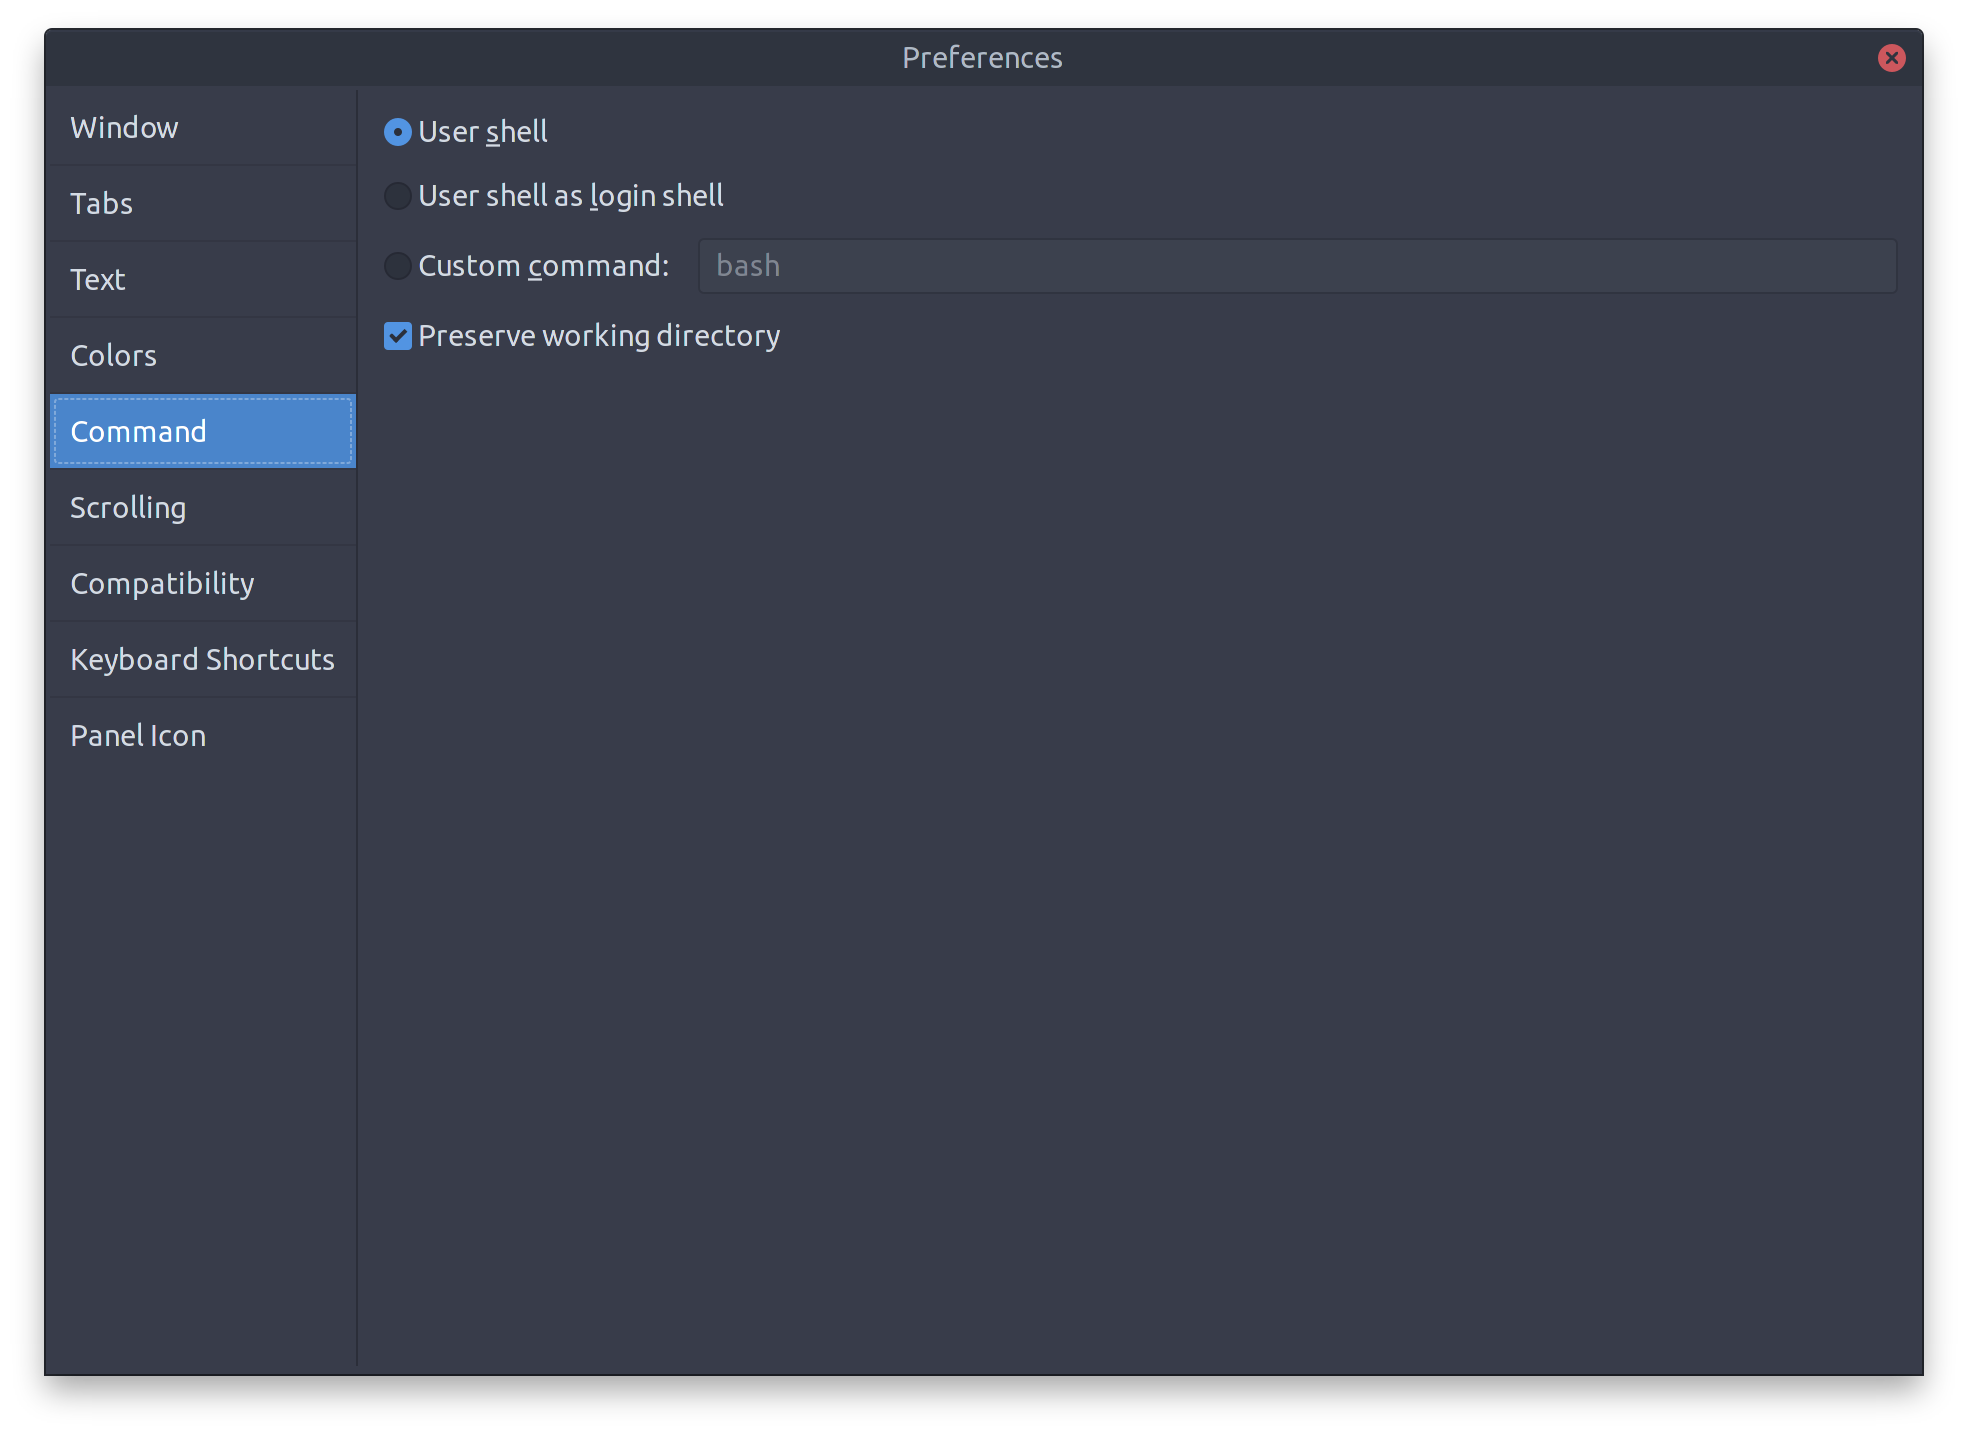 Preferences
Window
Tabs
Text
Colors
Command
Scrolling
Compatibility
Keyboard Shortcuts
Panel Icon
User shell
User shell as login shell
Custom command: bash
Preserve working directory